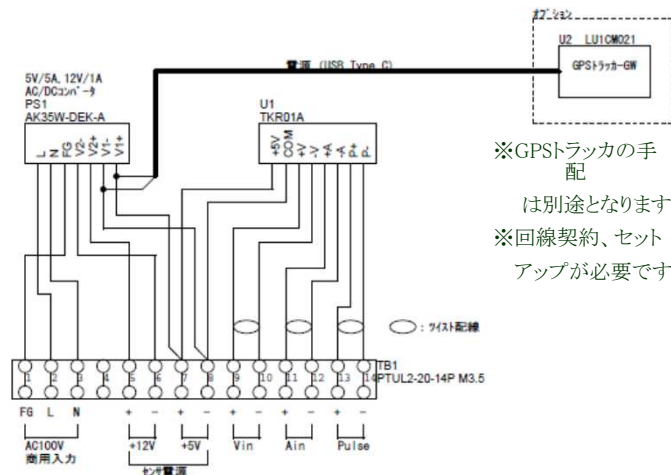 オプション
U2 LU1CM021
GPSトラッカ-GW
電源 (USB Type C)
5V/5A, 12V/1A
AC/DCコンバータ
PS1
AK35W-DEK-A
U1
TKR01A
L
N
FG
V2-
V2+
V1-
V1+
+5V
COM
+V
-V
+A
-A
P+
P-
※GPSトラッカの手
配
は別途となります
※回線契約、セット
アップが必要です
: ツイスト配線
TB1
1 2 3 4 5 6 7 8 9 10 11 12 13 14
PTUL2-20-14P M3.5
FG L N + − + − + − + − + −
AC100V +12V +5V Vin Ain Pulse
商用入力
センサ電源